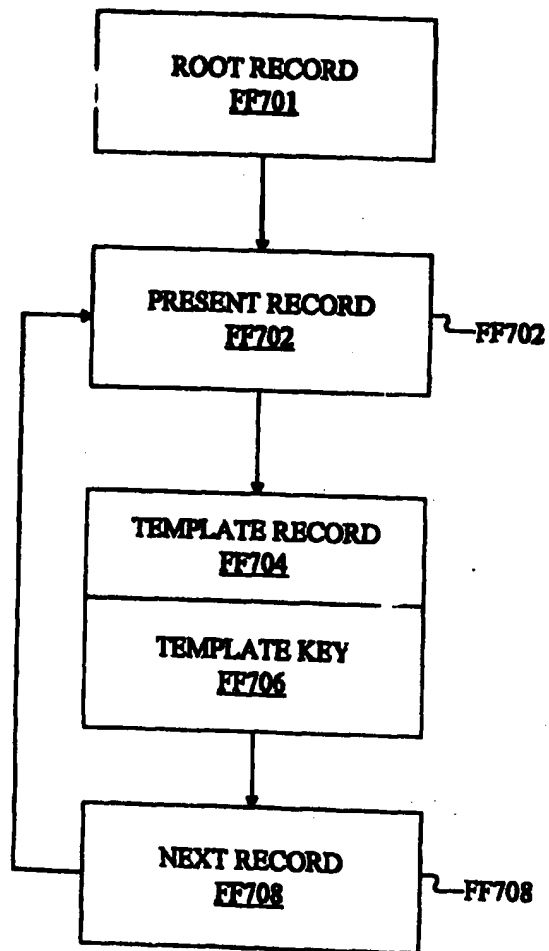 ROOT RECORD
FF701
PRESENT RECORD
FF702
FF702
TEMPLATE RECORD
FF704
TEMPLATE KEY
FF706
NEXT RECORD
FF708
FF708